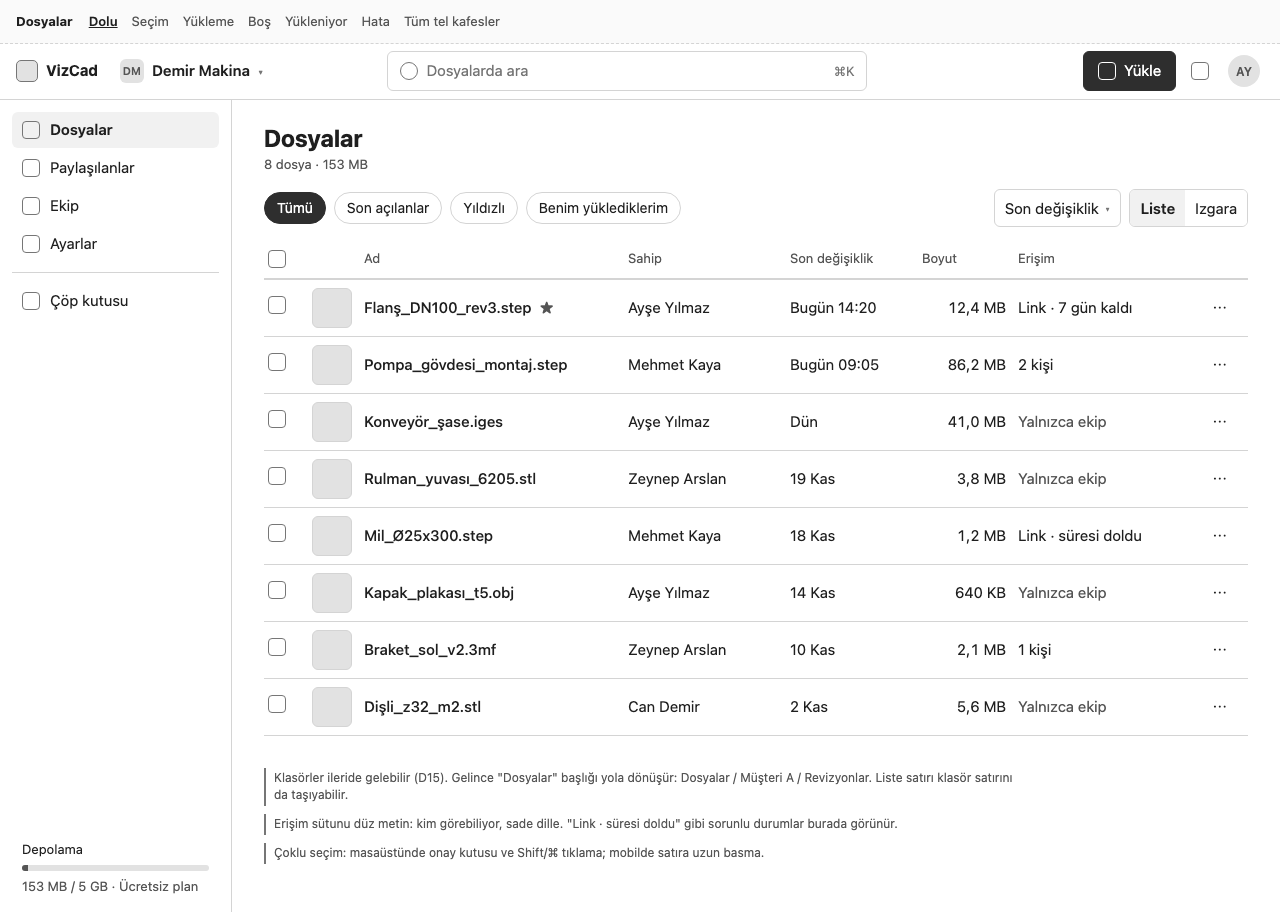 Dosyalar Dolu Seçim Yükleme Boş Yükleniyor Hata Tüm tel kafesler
VizCad DM Demir Makina ▾ Dosyalarda ara ⌘K Yükle AY
Dosyalar
Paylaşılanlar
Ekip
Ayarlar
Çöp kutusu
Depolama
153 MB / 5 GB · Ücretsiz plan
Dosyalar
8 dosya · 153 MB
Tümü Son açılanlar Yıldızlı Benim yüklediklerim Son değişiklik ▾ Liste Izgara
Ad Sahip Son değişiklik Boyut Erişim
Flanş_DN100_rev3.step ★ Ayşe Yılmaz Bugün 14:20 12,4 MB Link · 7 gün kaldı ···
Pompa_gövdesi_montaj.step Mehmet Kaya Bugün 09:05 86,2 MB 2 kişi ···
Konveyör_şase.iges Ayşe Yılmaz Dün 41,0 MB Yalnızca ekip ···
Rulman_yuvası_6205.stl Zeynep Arslan 19 Kas 3,8 MB Yalnızca ekip ···
Mil_Ø25x300.step Mehmet Kaya 18 Kas 1,2 MB Link · süresi doldu ···
Kapak_plakası_t5.obj Ayşe Yılmaz 14 Kas 640 KB Yalnızca ekip ···
Braket_sol_v2.3mf Zeynep Arslan 10 Kas 2,1 MB 1 kişi ···
Dişli_z32_m2.stl Can Demir 2 Kas 5,6 MB Yalnızca ekip ···
Klasörler ileride gelebilir (D15). Gelince "Dosyalar" başlığı yola dönüşür: Dosyalar / Müşteri A / Revizyonlar. Liste satırı klasör satırını
da taşıyabilir.
Erişim sütunu düz metin: kim görebiliyor, sade dille. "Link · süresi doldu" gibi sorunlu durumlar burada görünür.
Çoklu seçim: masaüstünde onay kutusu ve Shift/⌘ tıklama; mobilde satıra uzun basma.